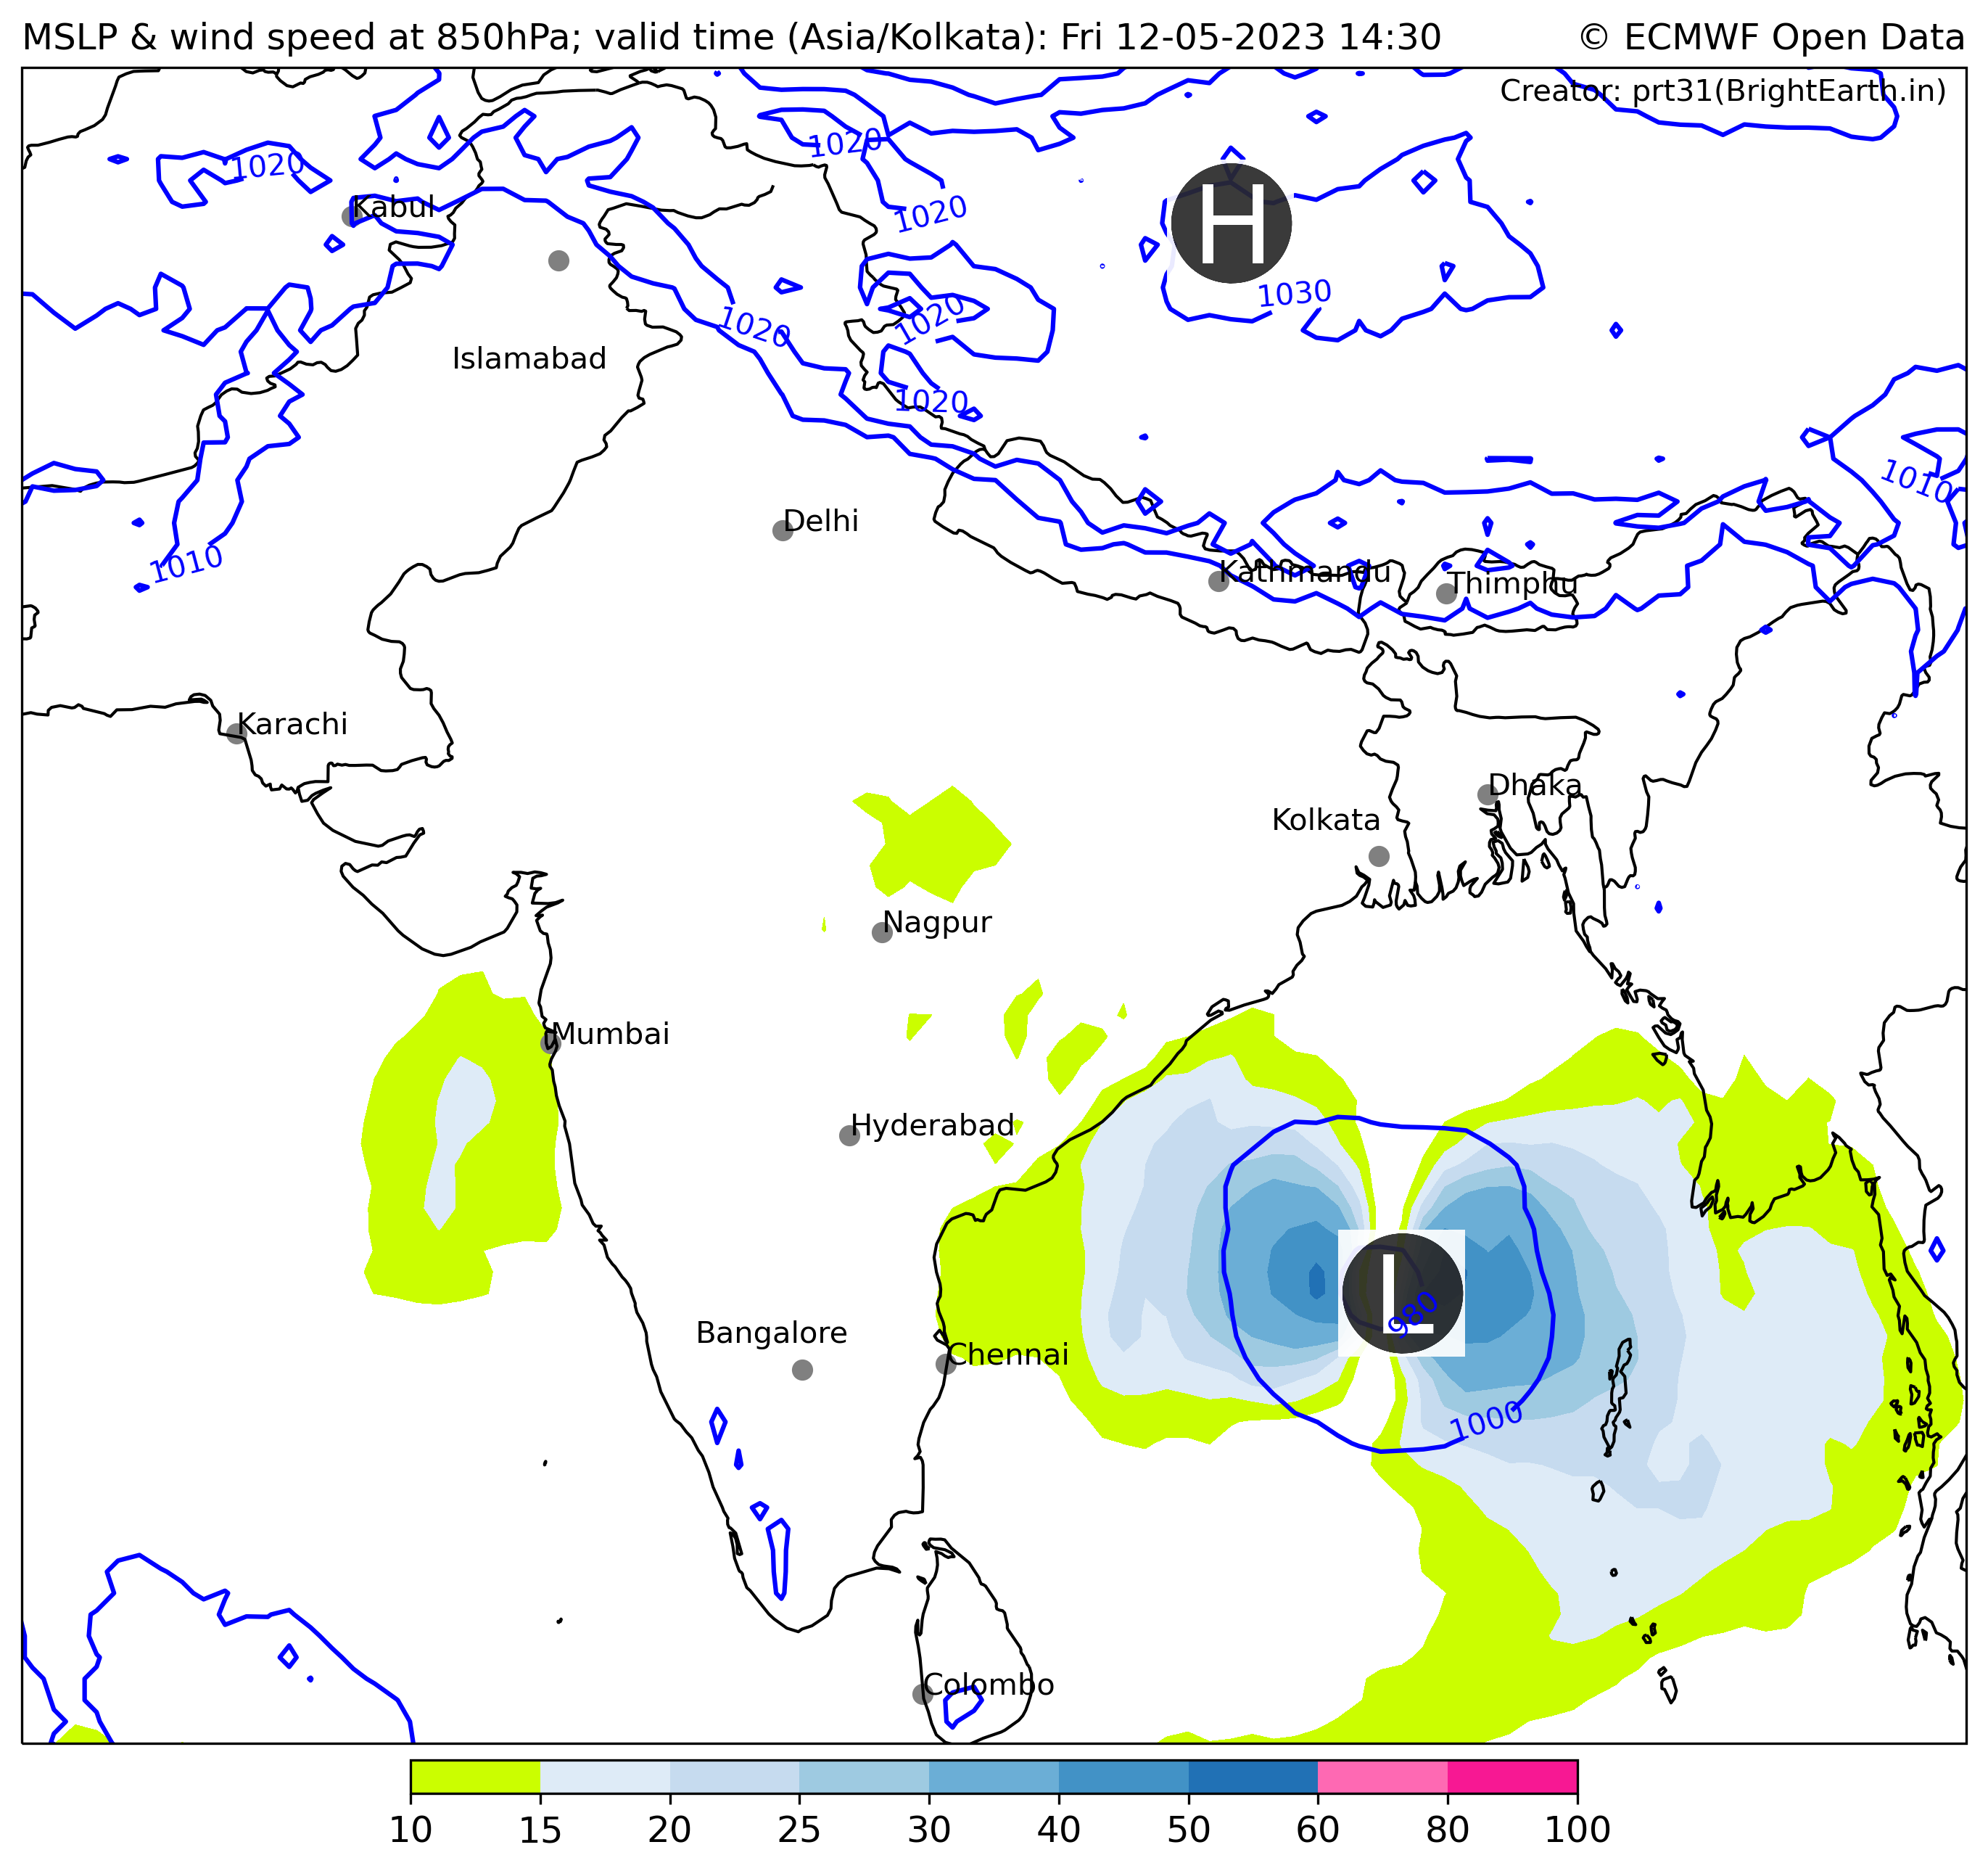 MSLP & wind speed at 850hPa; valid time (Asia/Kolkata): Fri 12-05-2023 14:30
© ECMWF Open Data
Creator: prt31(BrightEarth.in)
1020
1020
Kabul
1020
H
1030
1020
1020
Islamabad
1020
1010
Delhi
1010
Kathmandu
Thimphu
Karachi
Dhaka
Kolkata
Nagpur
Mumbai
Hyderabad
L
980
Bangalore
Chennai
1000
Colombo
10 15 20 25 30 40 50 60 80 100